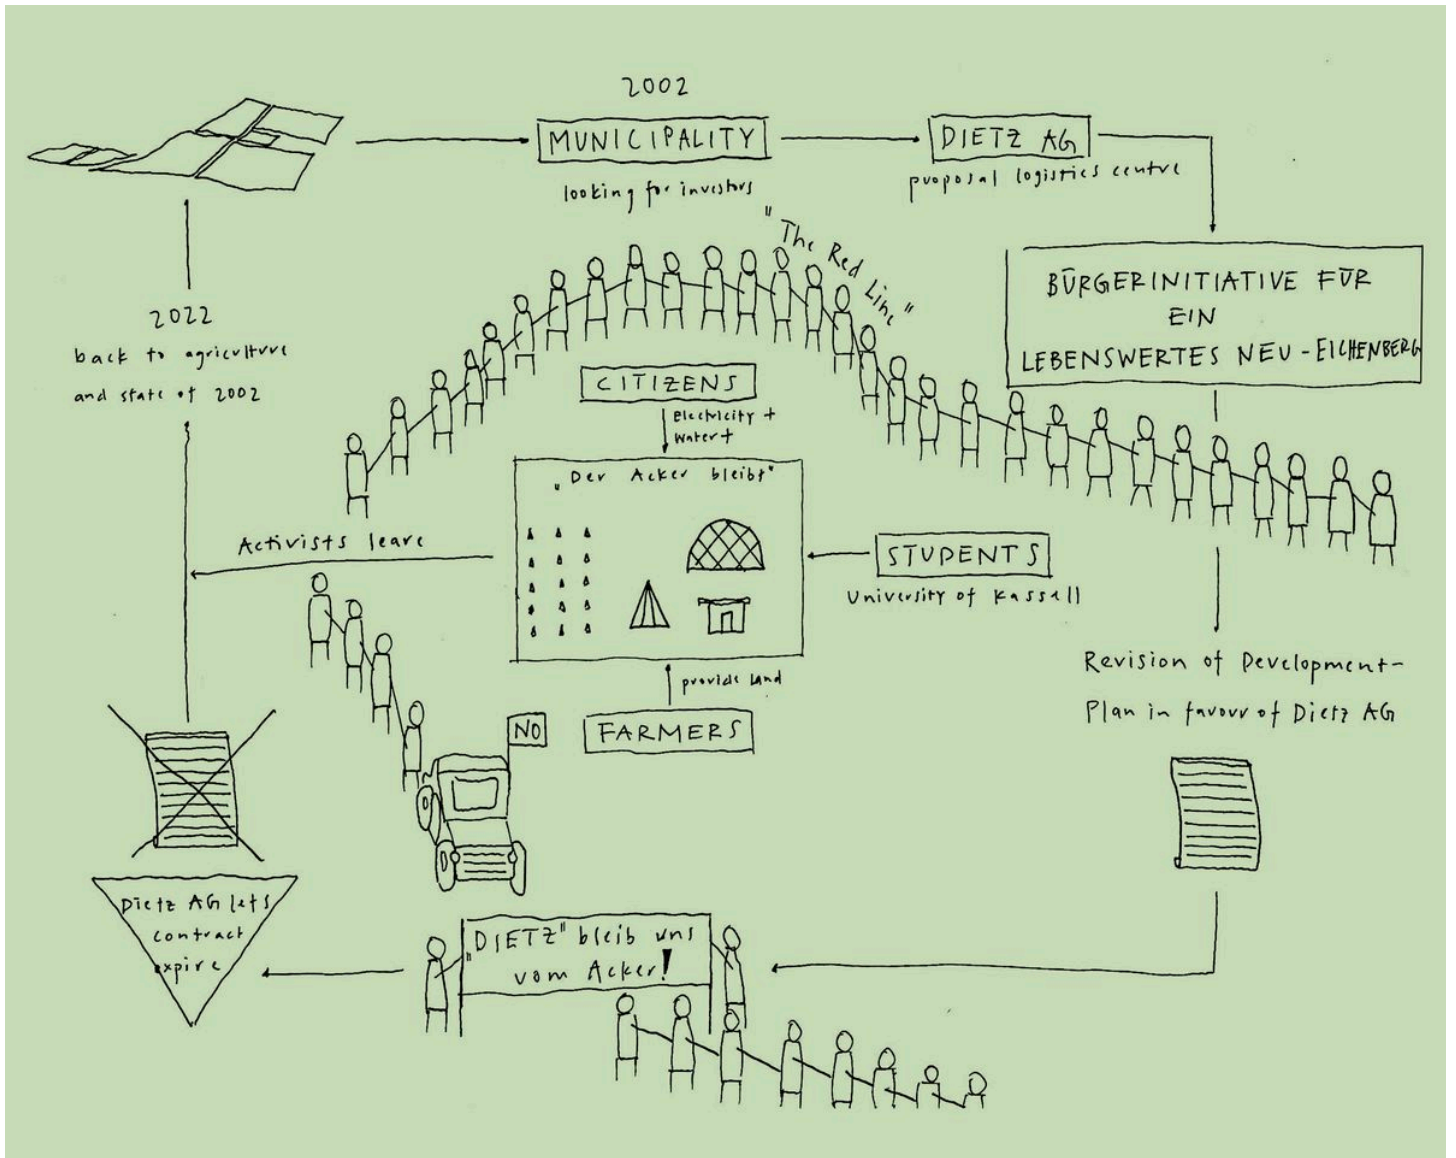 2002
MUNICIPALITY
looking for investors
DIETZ AG
proposal logistics centre
"The Red Line"
BÜRGERINITIATIVE FÜR
EIN
LEBENSWERTES NEU-EICHENBERG
2022
back to agriculture
and state of 2002
CITIZENS
Electricity +
Water +
„Der Acker bleibt"
Activists leave
STUDENTS
University of Kassell
provide land
FARMERS
NO
Revision of Development-
Plan in favour of Dietz AG
Dietz AG lets
contract
expire
„DIETZ" bleib uns
vom Acker!